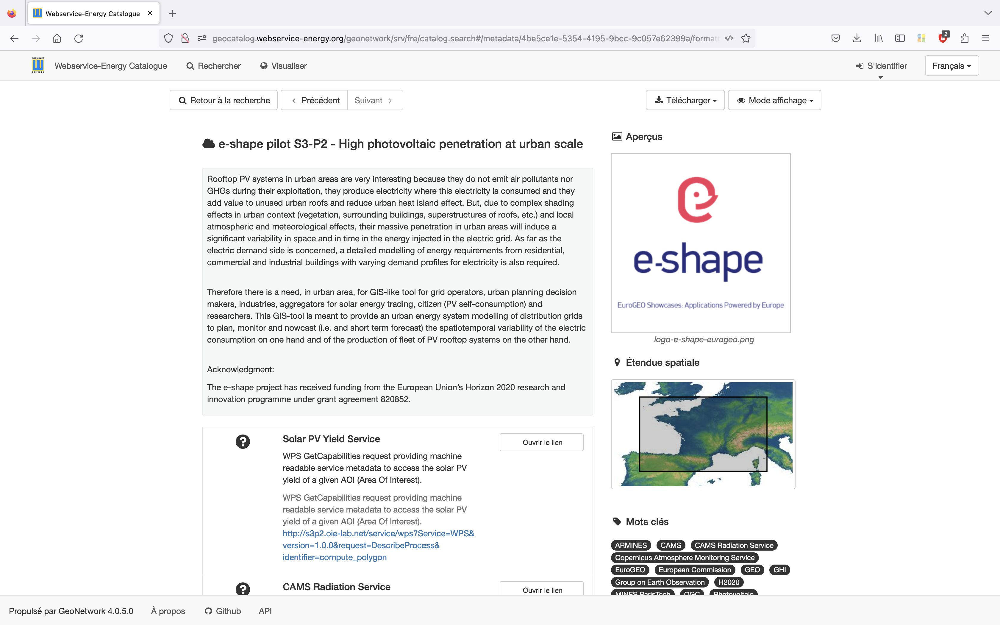 Webservice-Energy Catalogue
geocatalog.webservice-energy.org/geonetwork/srv/fre/catalog.search#/metadata/4be5ce1e-5354-4195-9bcc-9c057e62399a/format
2
WEBSERVICE
ENERGY
Webservice-Energy Catalogue
Rechercher
Visualiser
S'identifier
Français
Retour à la recherche
Précédent
Suivant
Télécharger
Mode affichage
e-shape pilot S3-P2 - High photovoltaic penetration at urban scale
Rooftop PV systems in urban areas are very interesting because they do not emit air pollutants nor
GHGs during their exploitation, they produce electricity where this electricity is consumed and they
add value to unused urban roofs and reduce urban heat island effect. But, due to complex shading
effects in urban context (vegetation, surrounding buildings, superstructures of roofs, etc.) and local
atmospheric and meteorological effects, their massive penetration in urban areas will induce a
significant variability in space and in time in the energy injected in the electric grid. As far as the
electric demand side is concerned, a detailed modelling of energy requirements from residential,
commercial and industrial buildings with varying demand profiles for electricity is also required.
Therefore there is a need, in urban area, for GIS-like tool for grid operators, urban planning decision
makers, industries, aggregators for solar energy trading, citizen (PV self-consumption) and
researchers. This GIS-tool is meant to provide an urban energy system modelling of distribution grids
to plan, monitor and nowcast (i.e. and short term forecast) the spatiotemporal variability of the electric
consumption on one hand and of the production of fleet of PV rooftop systems on the other hand.
Acknowledgment:
The e-shape project has received funding from the European Union’s Horizon 2020 research and
innovation programme under grant agreement 820852.
Solar PV Yield Service
Ouvrir le lien
WPS GetCapabilities request providing machine
readable service metadata to access the solar PV
yield of a given AOI (Area Of Interest).
WPS GetCapabilities request providing machine
readable service metadata to access the solar PV
yield of a given AOI (Area Of Interest).
http://s3p2.oie-lab.net/service/wps?Service=WPS&
version=1.0.0&request=DescribeProcess&
identifier=compute_polygon
CAMS Radiation Service
Ouvrir le lien
Aperçus
e-shape
EuroGEO Showcases: Applications Powered by Europe
logo-e-shape-eurogeo.png
Étendue spatiale
Mots clés
ARMINES CAMS CAMS Radiation Service
Copernicus Atmosphere Monitoring Service
EuroGEO European Commission GEO GHI
Group on Earth Observation H2020
MINES ParisTech OGC Photovoltaic
Propulsé par GeoNetwork 4.0.5.0
À propos
Github
API